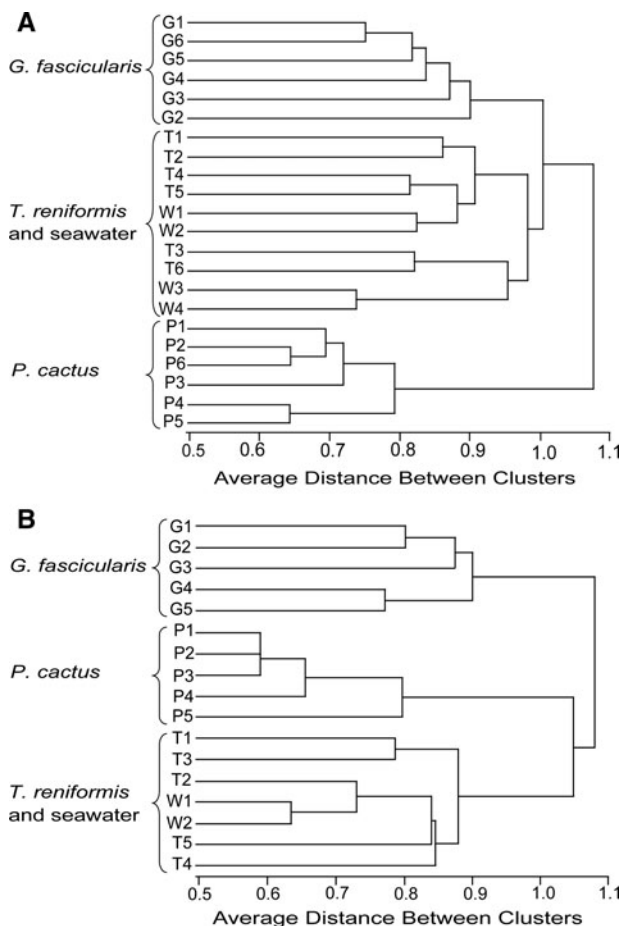 A
G1
G6
G. fascicularis
G5
G4
G3
G2
T1
T2
T4
T5
T. reniformis
W1
and seawater
W2
T3
T6
W3
W4
P1
P2
P. cactus
P6
P3
P4
P5
0.5 0.6 0.7 0.8 0.9 1.0 1.1
Average Distance Between Clusters
B
G1
G2
G. fascicularis
G3
G4
G5
P1
P2
P. cactus
P3
P4
P5
T1
T3
T2
T. reniformis
W1
and seawater
W2
T5
T4
0.5 0.6 0.7 0.8 0.9 1.0 1.1
Average Distance Between Clusters